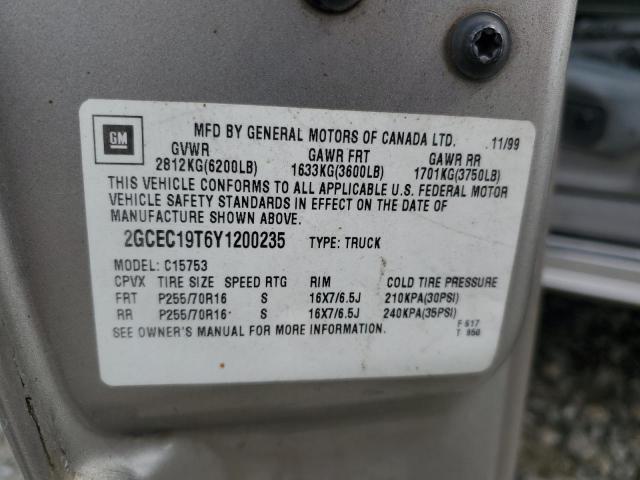 GM
MFD BY GENERAL MOTORS OF CANADA LTD. 11/99
GVWR GAWR FRT GAWR RR
2812KG(6200LB) 1633KG(3600LB) 1701KG(3750LB)
THIS VEHICLE CONFORMS TO ALL APPLICABLE U.S. FEDERAL MOTOR
VEHICLE SAFETY STANDARDS IN EFFECT ON THE DATE OF
MANUFACTURE SHOWN ABOVE.
2GCEC19T6Y1200235 TYPE: TRUCK
MODEL: C15753
CPVX TIRE SIZE SPEED RTG RIM COLD TIRE PRESSURE
FRT P255/70R16 S 16X7/6.5J 210KPA(30PSI)
RR P255/70R16 S 16X7/6.5J 240KPA(35PSI)
SEE OWNER'S MANUAL FOR MORE INFORMATION.
F 517
T 950